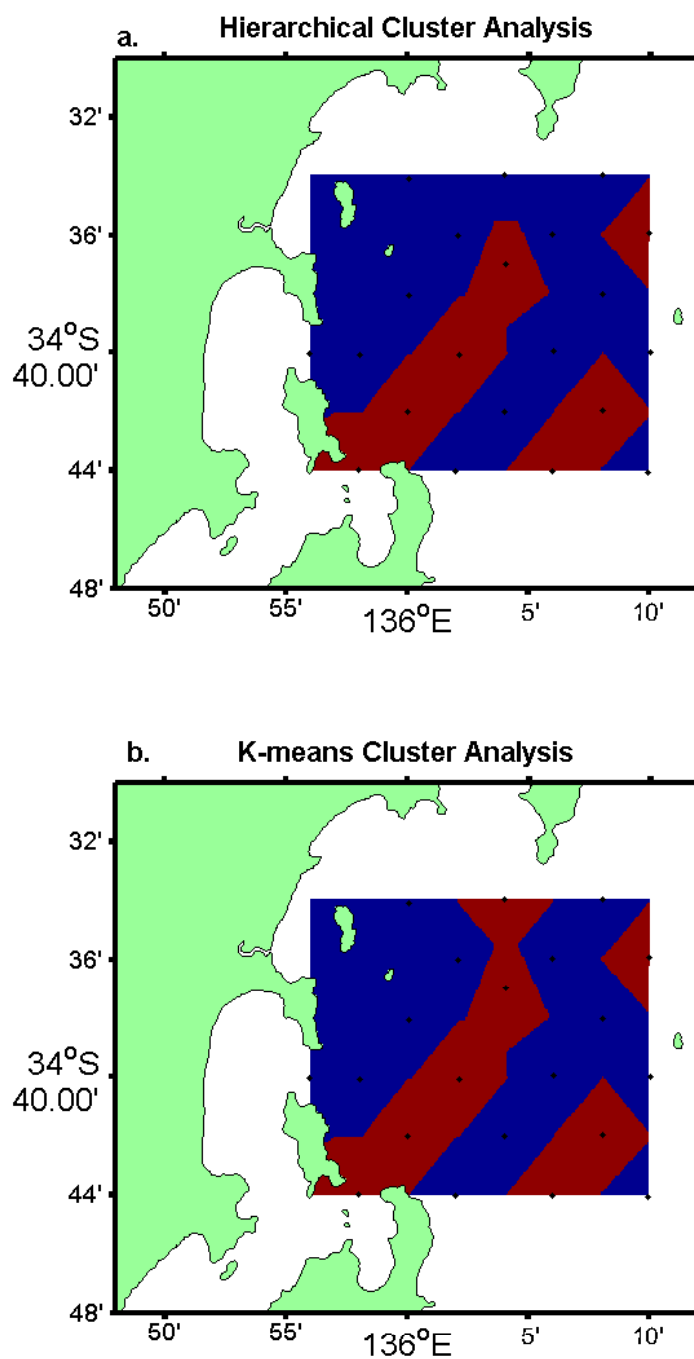 a.
Hierarchical Cluster Analysis
32'
36'
34°S
40.00'
44'
48'
50'
55'
136°E
5'
10'
b.
K-means Cluster Analysis
32'
36'
34°S
40.00'
44'
48'
50'
55'
136°E
5'
10'